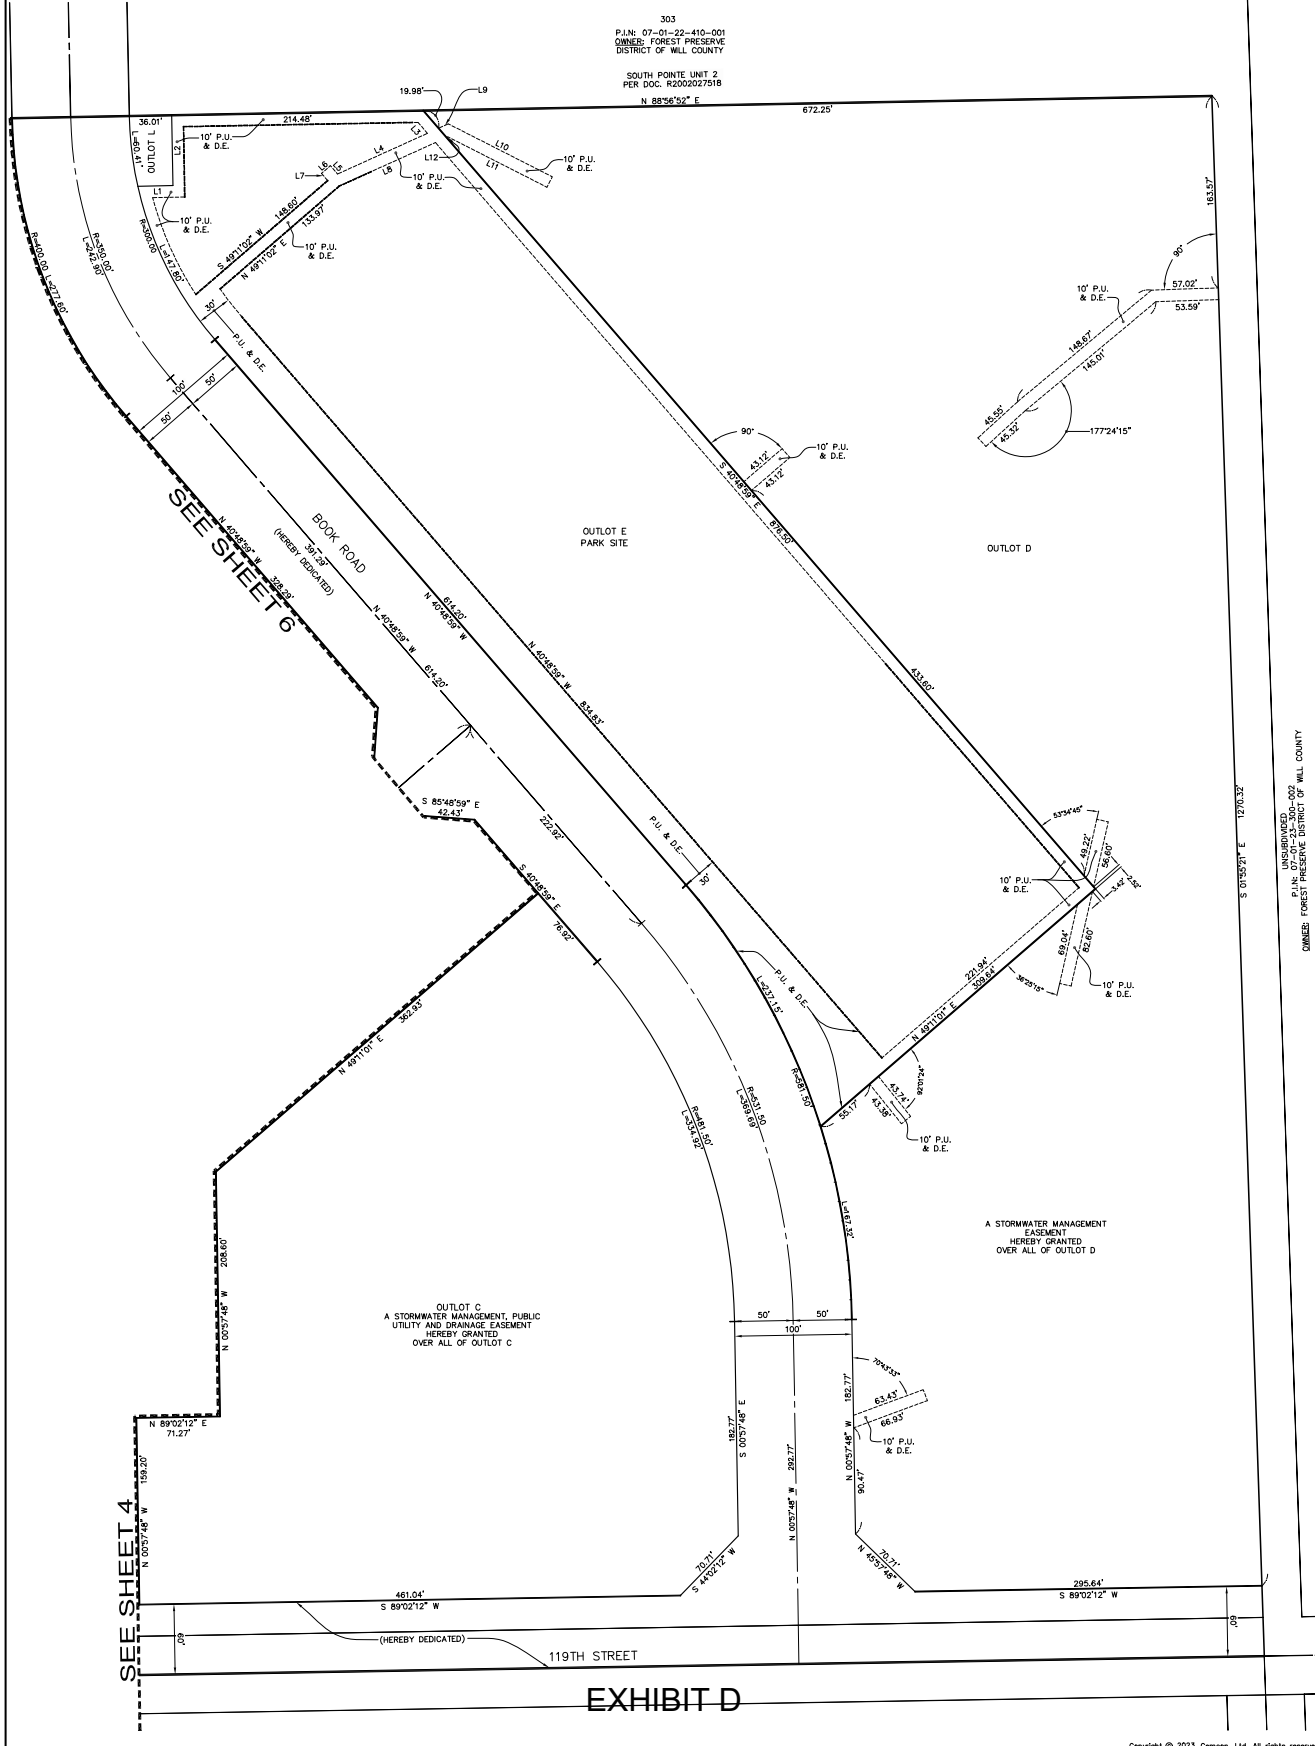 303
P.I.N: 07-01-22-410-001
OWNER: FOREST PRESERVE
DISTRICT OF WILL COUNTY
SOUTH POINTE UNIT 2
PER DOC. R2002027518
N 88°56'52" E
672.25'
19.98'
L9
36.01'
214.48'
L=60.41'
OUTLOT L
L2
10' P.U.
& D.E.
L3
L4
L12
L10
L11
10' P.U.
& D.E.
L6
L5
L7
L8
10' P.U.
& D.E.
L1
10' P.U.
& D.E.
148.60'
S 49°11'02" W
133.97'
N 49°11'02" E
10' P.U.
& D.E.
R=300.00
L=147.80'
R=350.00'
L=242.90'
R=400.00 L=277.60'
30'
P.U. & D.E.
100'
50'
50'
163.57'
90°
57.02'
53.59'
10' P.U.
& D.E.
148.67'
145.01'
45.55'
45.32'
177°24'15"
90°
43.12'
43.12'
10' P.U.
& D.E.
S 40°48'59" E
876.50'
OUTLOT E
PARK SITE
OUTLOT D
SEE SHEET 6
N 40°48'59" W
328.29'
BOOK ROAD
391.29'
(HEREBY DEDICATED)
N 40°48'59" W
614.20'
614.20'
N 40°48'59" W
N 40°48'59" W
834.83'
433.60'
UNSUBDIVIDED
P.I.N: 07-01-23-300-002
OWNER: FOREST PRESERVE DISTRICT OF WILL COUNTY
S 01°55'21" E
1270.32'
S 85°48'59" E
42.43'
222.92'
P.U. & D.E.
30'
53°34'45"
49.22'
56.60'
10' P.U.
& D.E.
3.42'
2.52'
S 40°48'59" E
76.92'
69.04'
82.60'
221.94'
309.64'
N 49°11'01" E
36°25'15"
10' P.U.
& D.E.
P.U. & D.E.
L=237.15'
R=581.50'
362.93'
N 49°11'01" E
92°01'24"
43.74'
43.38'
55.17'
10' P.U.
& D.E.
R=531.50
L=369.69'
R=481.50'
L=334.92'
L=167.32'
A STORMWATER MANAGEMENT
EASEMENT
HEREBY GRANTED
OVER ALL OF OUTLOT D
208.60'
N 00°57'48" W
OUTLOT C
A STORMWATER MANAGEMENT, PUBLIC
UTILITY AND DRAINAGE EASEMENT
HEREBY GRANTED
OVER ALL OF OUTLOT C
50'
50'
100'
70°43'33"
63.43'
66.93'
10' P.U.
& D.E.
182.77'
N 00°57'48" W
90.47'
182.77'
S 00°57'48" E
292.77'
N 00°57'48" W
N 89°02'12" E
71.27'
159.20'
N 00°57'48" W
SEE SHEET 4
70.71'
S 44°02'12" W
70.71'
N 45°57'48" W
461.04'
S 89°02'12" W
295.64'
S 89°02'12" W
60'
60'
(HEREBY DEDICATED)
119TH STREET
EXHIBIT D